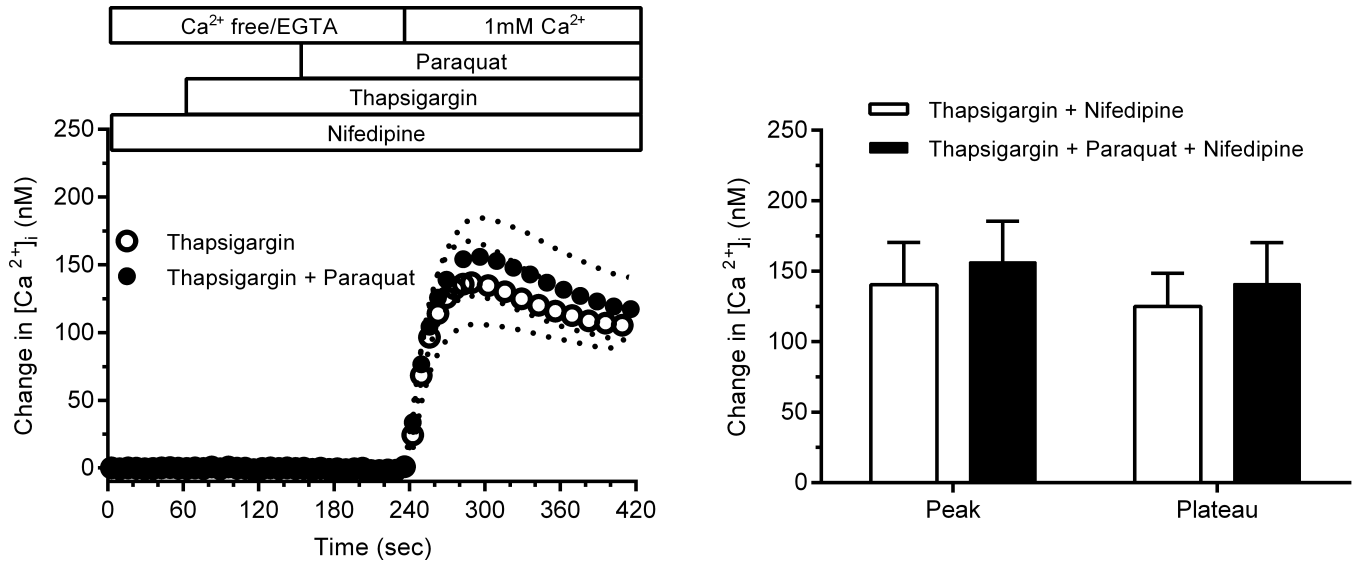 Ca²⁺ free/EGTA 1mM Ca²⁺
Paraquat
Thapsigargin
Nifedipine
250
200
150
100
50
0
Change in [Ca ²⁺]ᵢ (nM)
Thapsigargin
Thapsigargin + Paraquat
0 60 120 180 240 300 360 420
Time (sec)
Thapsigargin + Nifedipine
Thapsigargin + Paraquat + Nifedipine
250
200
150
100
50
0
Change in [Ca ²⁺]ᵢ (nM)
Peak Plateau